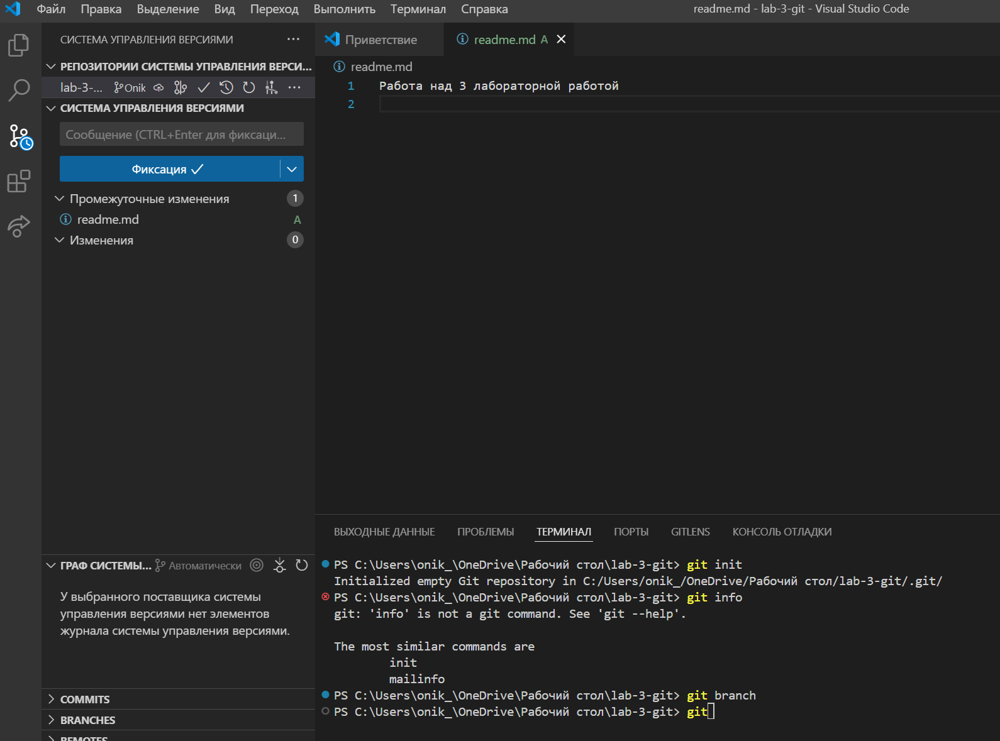 Файл Правка Выделение Вид Переход Выполнить Терминал Справка
readme.md - lab-3-git - Visual Studio Code
СИСТЕМА УПРАВЛЕНИЯ ВЕРСИЯМИ
РЕПОЗИТОРИИ СИСТЕМЫ УПРАВЛЕНИЯ ВЕРСИ...
lab-3-... Onik
СИСТЕМА УПРАВЛЕНИЯ ВЕРСИЯМИ
Сообщение (CTRL+Enter для фиксаци...
Фиксация
Промежуточные изменения 1
readme.md A
Изменения 0
ГРАФ СИСТЕМЫ... Автоматически
У выбранного поставщика системы
управления версиями нет элементов
журнала системы управления версиями.
COMMITS
BRANCHES
REMOTES
Приветствие readme.md A
readme.md
1 Работа над 3 лабораторной работой
2
ВЫХОДНЫЕ ДАННЫЕ ПРОБЛЕМЫ ТЕРМИНАЛ ПОРТЫ GITLENS КОНСОЛЬ ОТЛАДКИ
PS C:\Users\onik_\OneDrive\Рабочий стол\lab-3-git> git init
Initialized empty Git repository in C:/Users/onik_/OneDrive/Рабочий стол/lab-3-git/.git/
PS C:\Users\onik_\OneDrive\Рабочий стол\lab-3-git> git info
git: 'info' is not a git command. See 'git --help'.
The most similar commands are
init
mailinfo
PS C:\Users\onik_\OneDrive\Рабочий стол\lab-3-git> git branch
PS C:\Users\onik_\OneDrive\Рабочий стол\lab-3-git> git